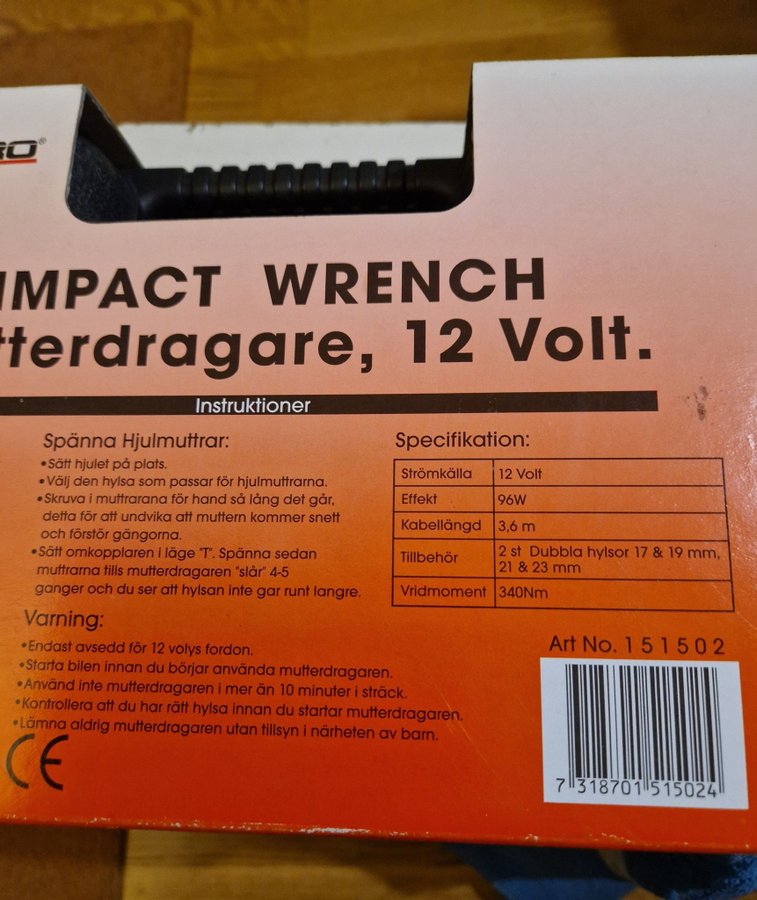 RO®
IMPACT WRENCH
tterdragare, 12 Volt.
Instruktioner
Spänna Hjulmuttrar:
•Sätt hjulet på plats.
•Välj den hylsa som passar för hjulmuttrarna.
•Skruva i muttrarana för hand så lång det går,
detta för att undvika att muttern kommer snett
och förstör gängorna.
•Sätt omkopplaren i läge "T". Spänna sedan
muttrarna tills mutterdragaren "slår" 4-5
ganger och du ser att hylsan inte gar runt langre.
Varning:
•Endast avsedd för 12 volys fordon.
•Starta bilen innan du börjar använda mutterdragaren.
•Använd inte mutterdragaren i mer än 10 minuter i sträck.
•Kontrollera att du har rätt hylsa innan du startar mutterdragaren.
•Lämna aldrig mutterdragaren utan tillsyn i närheten av barn.
CE
Specifikation:
Strömkälla 12 Volt
Effekt 96W
Kabellängd 3,6 m
Tillbehör 2 st Dubbla hylsor 17 & 19 mm,
21 & 23 mm
Vridmoment 340Nm
Art No. 151502
7 318701 515024